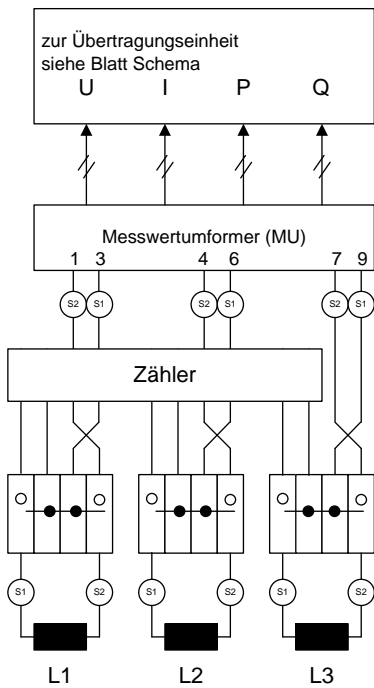 zur Übertragungseinheit
siehe Blatt Schema
U I P Q
Messwertumformer (MU)
1 3 4 6 7 9
S2 S1 S2 S1 S2 S1
Zähler
S1 S2 S1 S2 S1 S2
L1 L2 L3